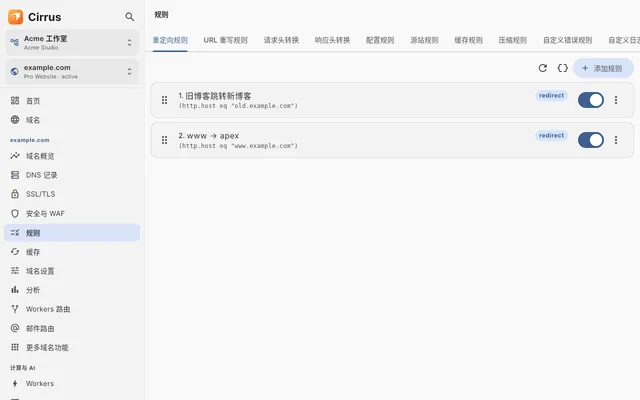 Cirrus
Acme 工作室
Acme Studio
example.com
Pro Website · active
首页
域名
example.com
域名概览
DNS 记录
SSL/TLS
安全与 WAF
规则
缓存
域名设置
分析
Workers 路由
邮件路由
更多域名功能
计算与 AI
Workers
规则
重定向规则 URL 重写规则 请求头转换 响应头转换 配置规则 源站规则 缓存规则 压缩规则 自定义错误规则 自定义日志
{} + 添加规则
1. 旧博客跳转新博客 redirect
(http.host eq "old.example.com")
2. www → apex redirect
(http.host eq "www.example.com")